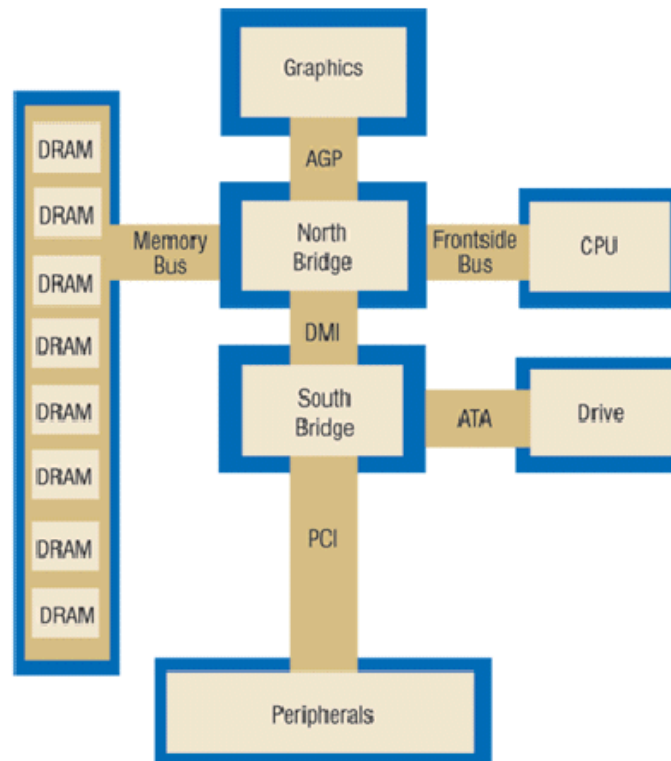 Graphics
AGP
DRAM
DRAM
DRAM
DRAM
DRAM
DRAM
DRAM
DRAM
Memory
Bus
North
Bridge
Frontside
Bus
CPU
DMI
South
Bridge
ATA
Drive
PCI
Peripherals